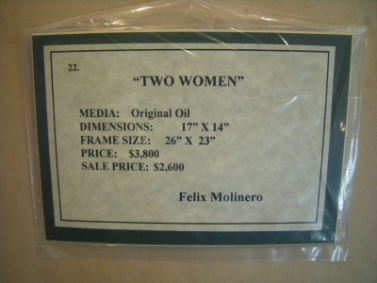 22.
“TWO WOMEN”
MEDIA: Original Oil
DIMENSIONS: 17” X 14”
FRAME SIZE: 26” X 23”
PRICE: $3,800
SALE PRICE: $2,600
Felix Molinero